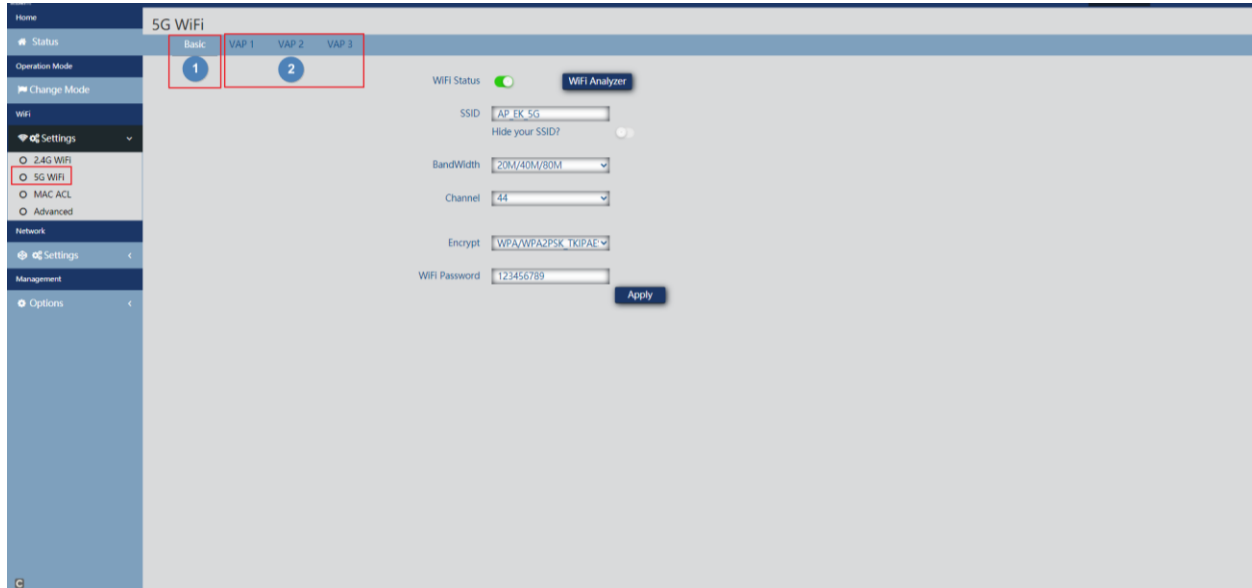 Home
Status
Operation Mode
Change Mode
WiFi
Settings
2.4G WiFi
5G WiFi
MAC ACL
Advanced
Network
Settings
Management
Options
5G WiFi
Basic VAP 1 VAP 2 VAP 3
1 2
WiFi Status WiFi Analyzer
SSID AP_EK_5G
Hide your SSID?
BandWidth 20M/40M/80M
Channel 44
Encrypt WPA/WPA2PSK_TKIPAE
WiFi Password 123456789
Apply